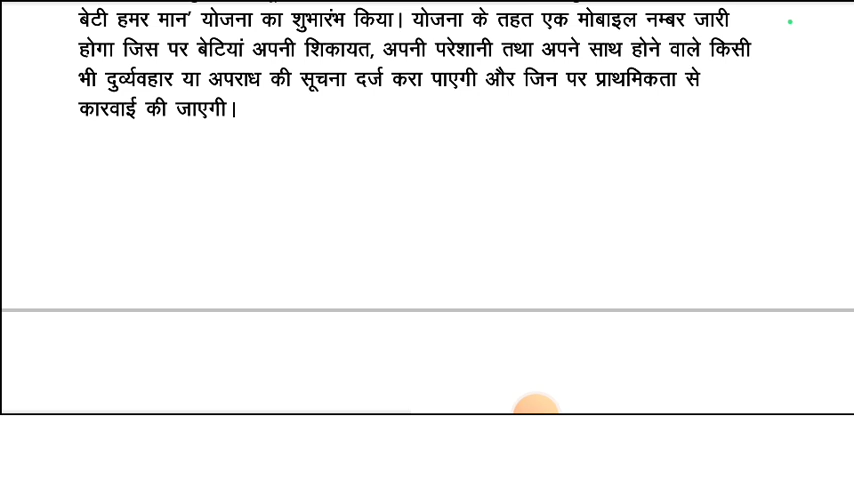 बेटी हमर मान’ योजना का शुभारंभ किया। योजना के तहत एक मोबाइल नम्बर जारी
होगा जिस पर बेटियां अपनी शिकायत, अपनी परेशानी तथा अपने साथ होने वाले किसी
भी दुर्व्यवहार या अपराध की सूचना दर्ज करा पाएगी और जिन पर प्राथमिकता से
कारवाई की जाएगी।